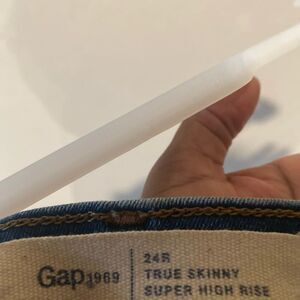 Gap1969
24R
TRUE SKINNY
SUPER HIGH RISE